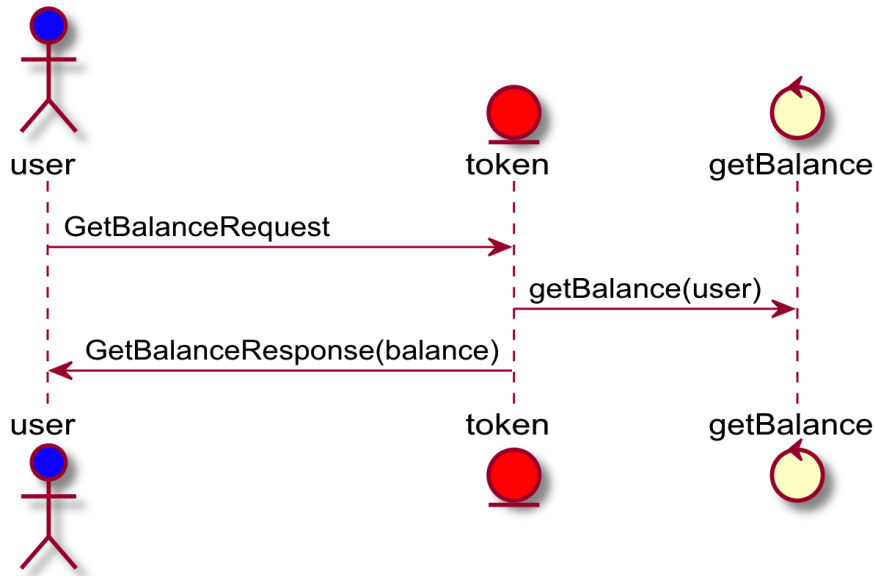 user
token
getBalance
GetBalanceRequest
getBalance(user)
GetBalanceResponse(balance)
user
token
getBalance